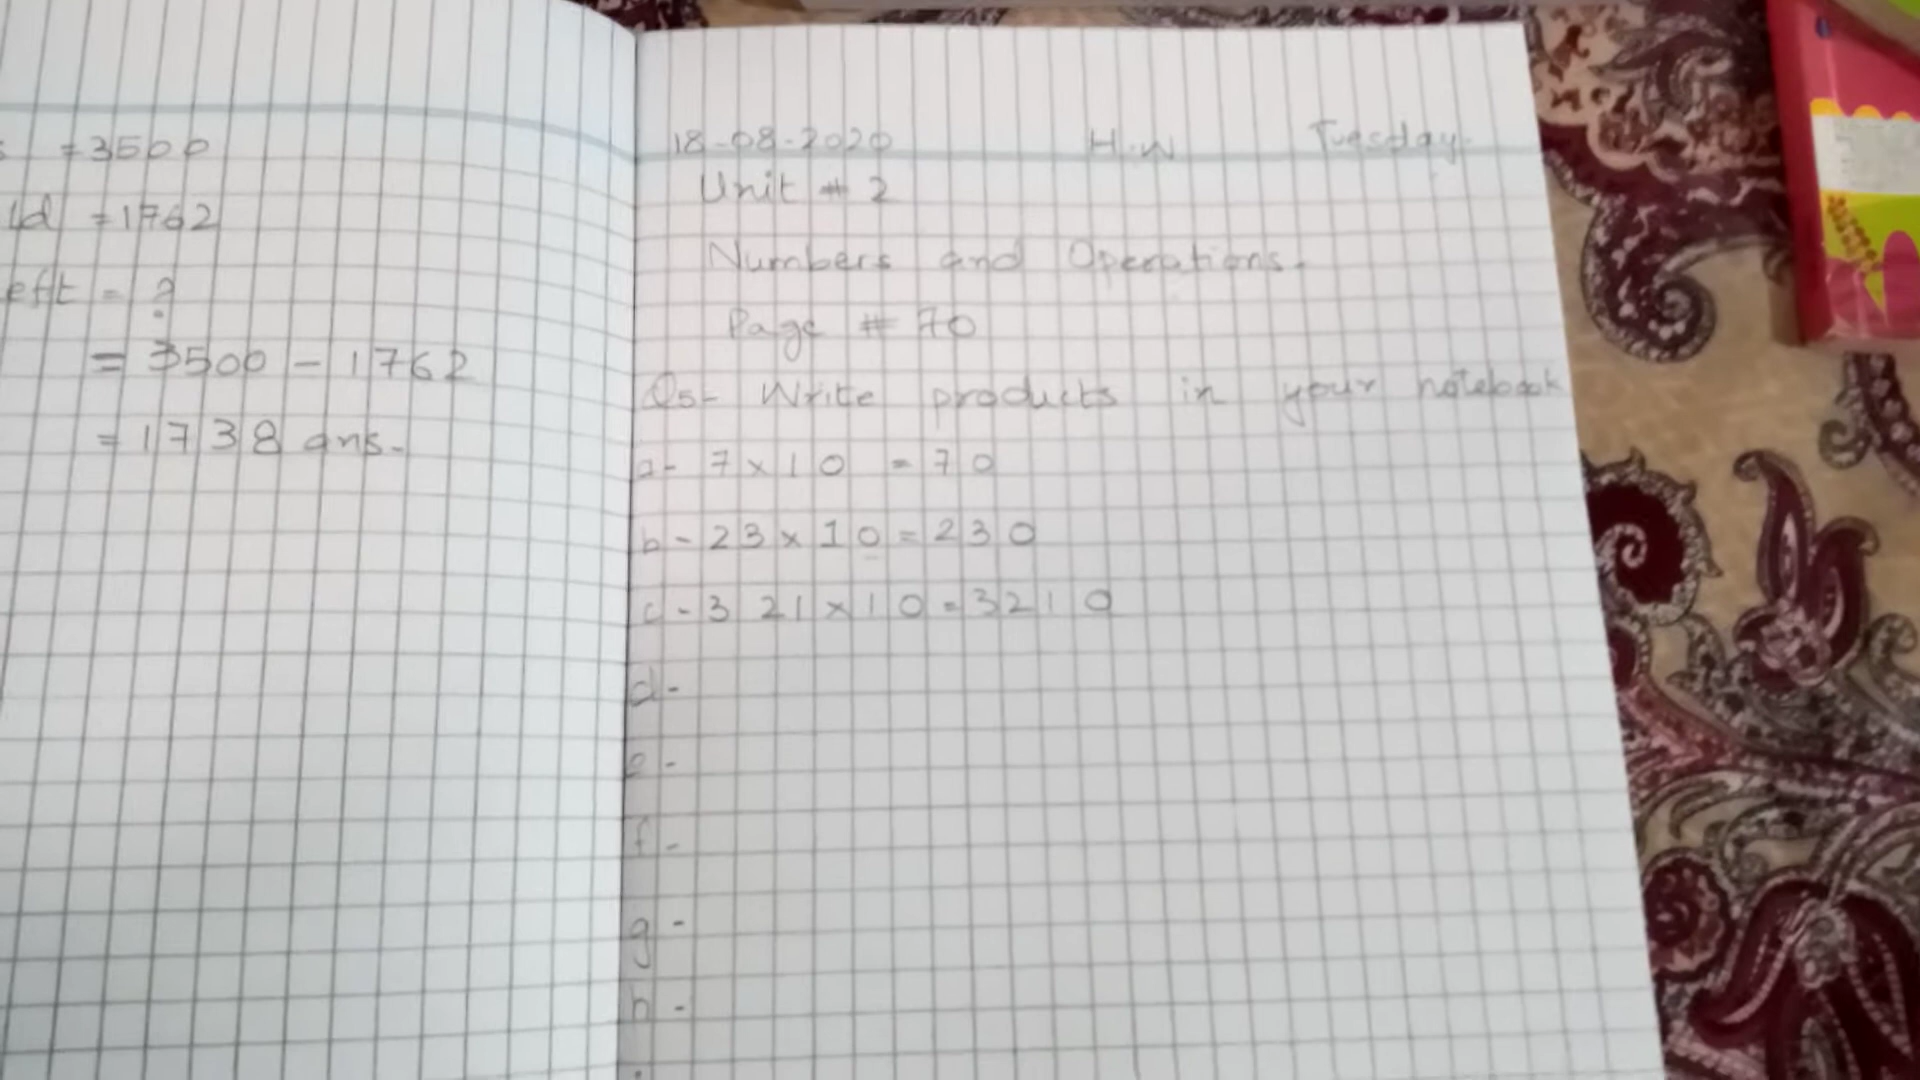 = 3500
ld = 1762
eft = ?
= 3500 - 1762
= 1738 ans.
18-08-2020 H.W Tuesday.
Unit # 2
Numbers and Operations.
Page # 70
Q5- Write products in your notebook
a- 7 x 10 = 70
b- 23 x 10 = 230
c- 321 x 10 = 3210
d-
e-
f-
g-
h-